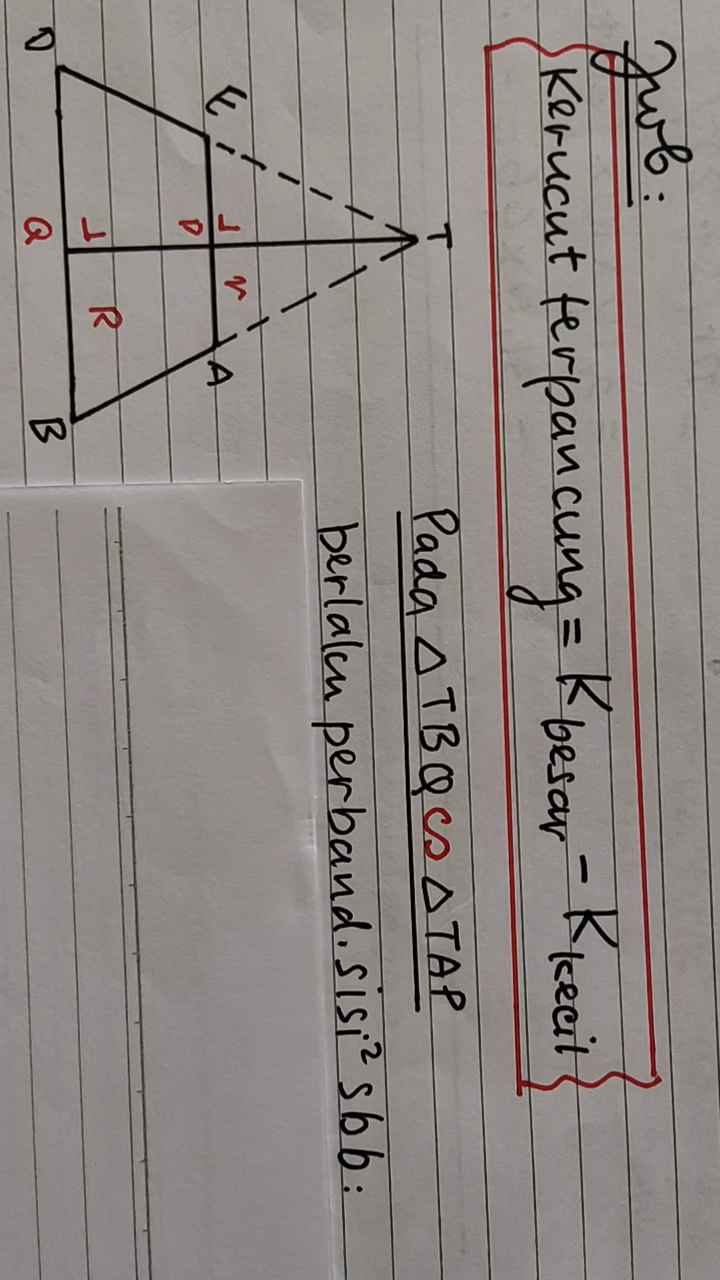 Jwb:
Kerucut terpancung = K besar - K kecil
Pada △TBQ ∽ △TAP
berlaku perband. sisi² sbb:
T
E
P
r
A
D
Q
R
B